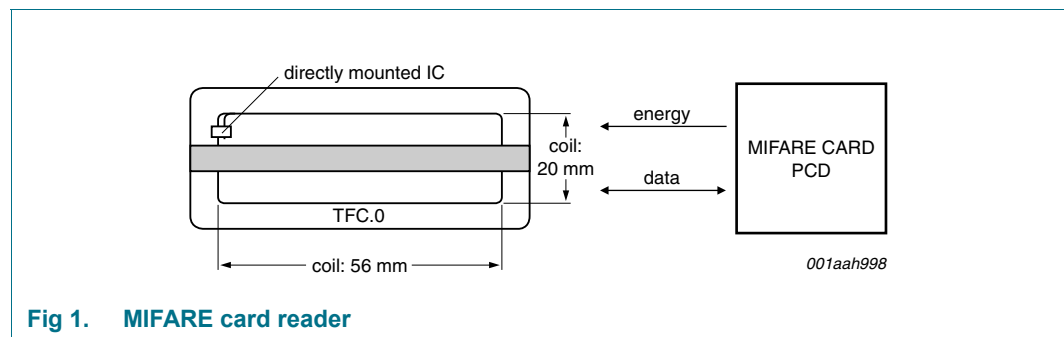 directly mounted IC
energy
coil:
20 mm
MIFARE CARD
PCD
data
TFC.0
coil: 56 mm
001aah998
Fig 1. MIFARE card reader